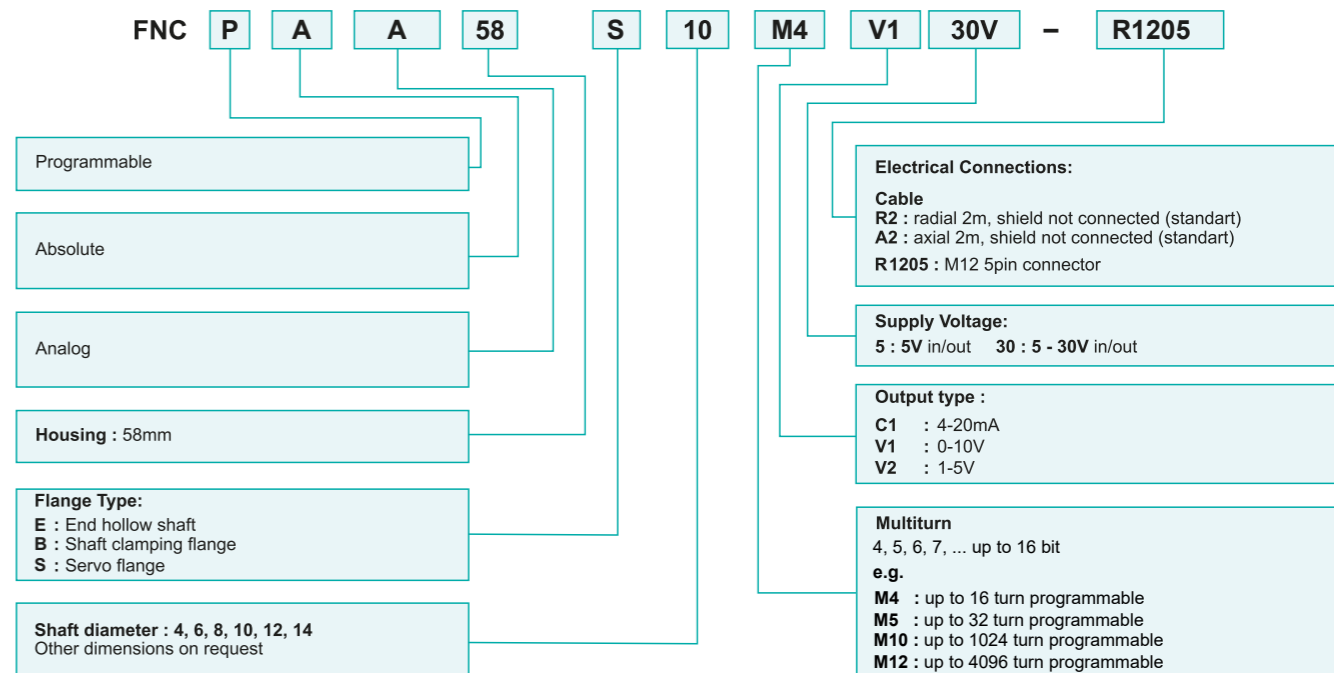 FNC P A A 58 S 10 M4 V1 30V – R1205
Programmable
Absolute
Analog
Housing : 58mm
Flange Type:
E : End hollow shaft
B : Shaft clamping flange
S : Servo flange
Shaft diameter : 4, 6, 8, 10, 12, 14
Other dimensions on request
Electrical Connections:
Cable
R2 : radial 2m, shield not connected (standart)
A2 : axial 2m, shield not connected (standart)
R1205 : M12 5pin connector
Supply Voltage:
5 : 5V in/out 30 : 5 - 30V in/out
Output type :
C1 : 4-20mA
V1 : 0-10V
V2 : 1-5V
Multiturn
4, 5, 6, 7, ... up to 16 bit
e.g.
M4 : up to 16 turn programmable
M5 : up to 32 turn programmable
M10 : up to 1024 turn programmable
M12 : up to 4096 turn programmable